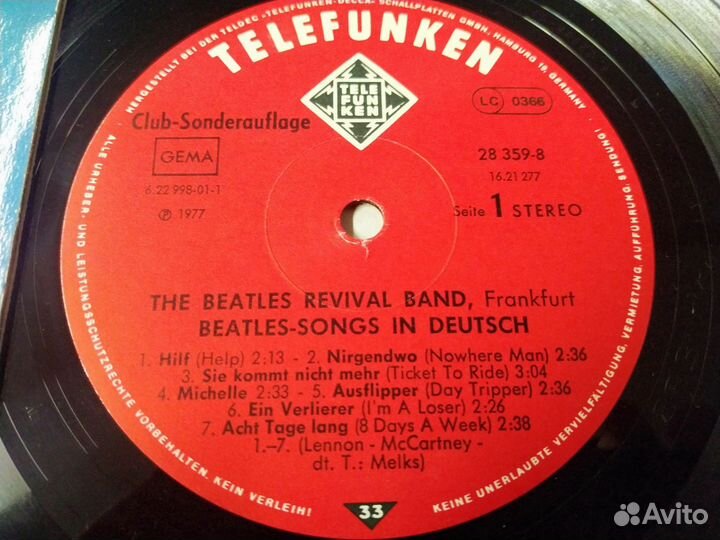 HERGESTELLT BEI DER TELDEC »TELEFUNKEN-DECCA« SCHALLPLATTEN GMBH, HAMBURG 19, GERMANY
TELEFUNKEN
TELE
FUN
KEN
LC 0366
Club-Sonderauflage
GEMA
28 359-8
6.22 998-01-1
16.21 277
℗ 1977
Seite 1 STEREO
THE BEATLES REVIVAL BAND, Frankfurt
BEATLES-SONGS IN DEUTSCH
1. Hilf (Help) 2:13 - 2. Nirgendwo (Nowhere Man) 2:36
3. Sie kommt nicht mehr (Ticket To Ride) 3:04
4. Michelle 2:33 - 5. Ausflipper (Day Tripper) 2:36
6. Ein Verlierer (I'm A Loser) 2:26
7. Acht Tage lang (8 Days A Week) 2:38
1.–7. (Lennon - McCartney -
dt. T.: Melks)
33
ALLE URHEBER- UND LEISTUNGSSCHUTZRECHTE VORBEHALTEN. KEIN VERLEIH!
KEINE UNERLAUBTE VERVIELFÄLTIGUNG, VERMIETUNG, AUFFÜHRUNG, SENDUNG!
Avito